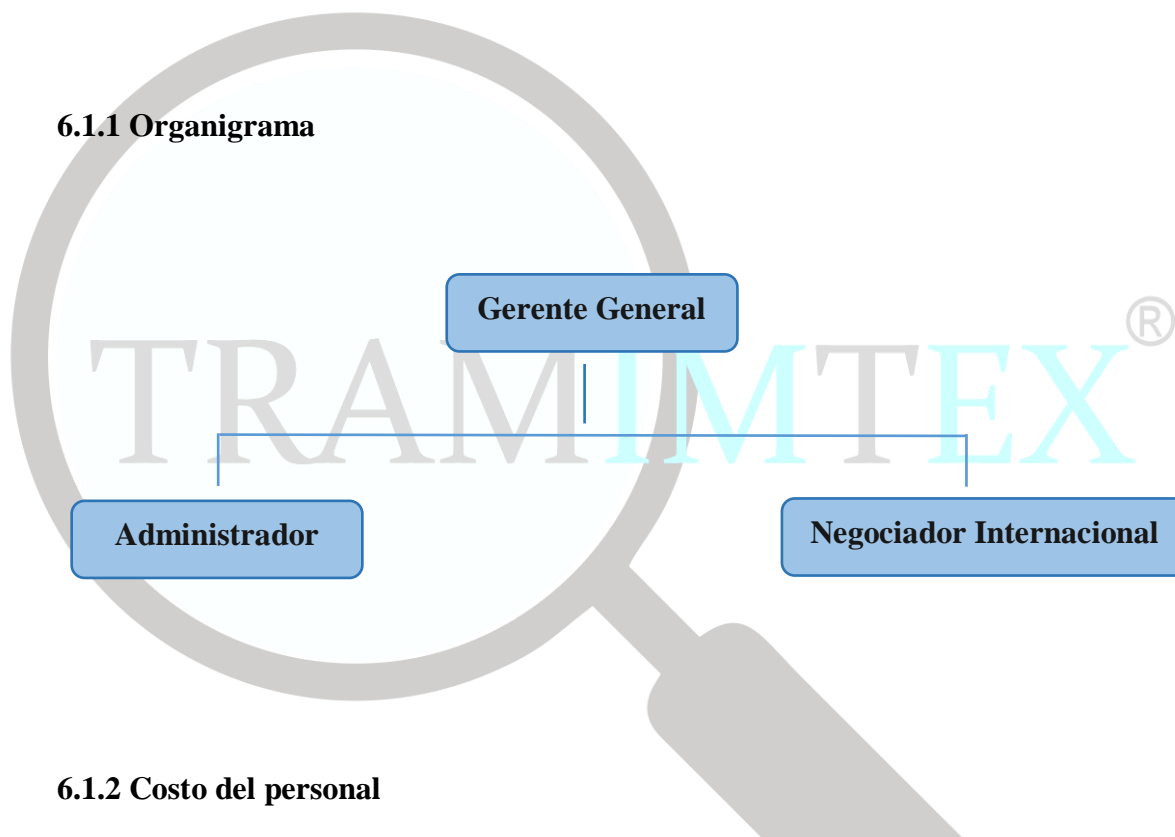 6.1.1 Organigrama
Gerente General
TRAMIMTEX®
Administrador
Negociador Internacional
6.1.2 Costo del personal